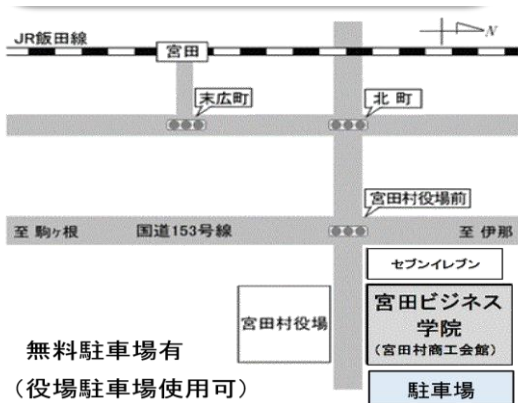 JR飯田線
N
宮田
末広町
北町
宮田村役場前
至 駒ヶ根
国道153号線
至 伊那
セブンイレブン
宮田ビジネス
学院
(宮田村商工会館)
宮田村役場
無料駐車場有
(役場駐車場使用可)
駐車場